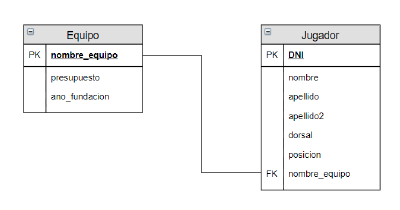 Equipo
PK nombre_equipo
presupuesto
ano_fundacion
Jugador
PK DNI
nombre
apellido
apellido2
dorsal
posicion
FK nombre_equipo